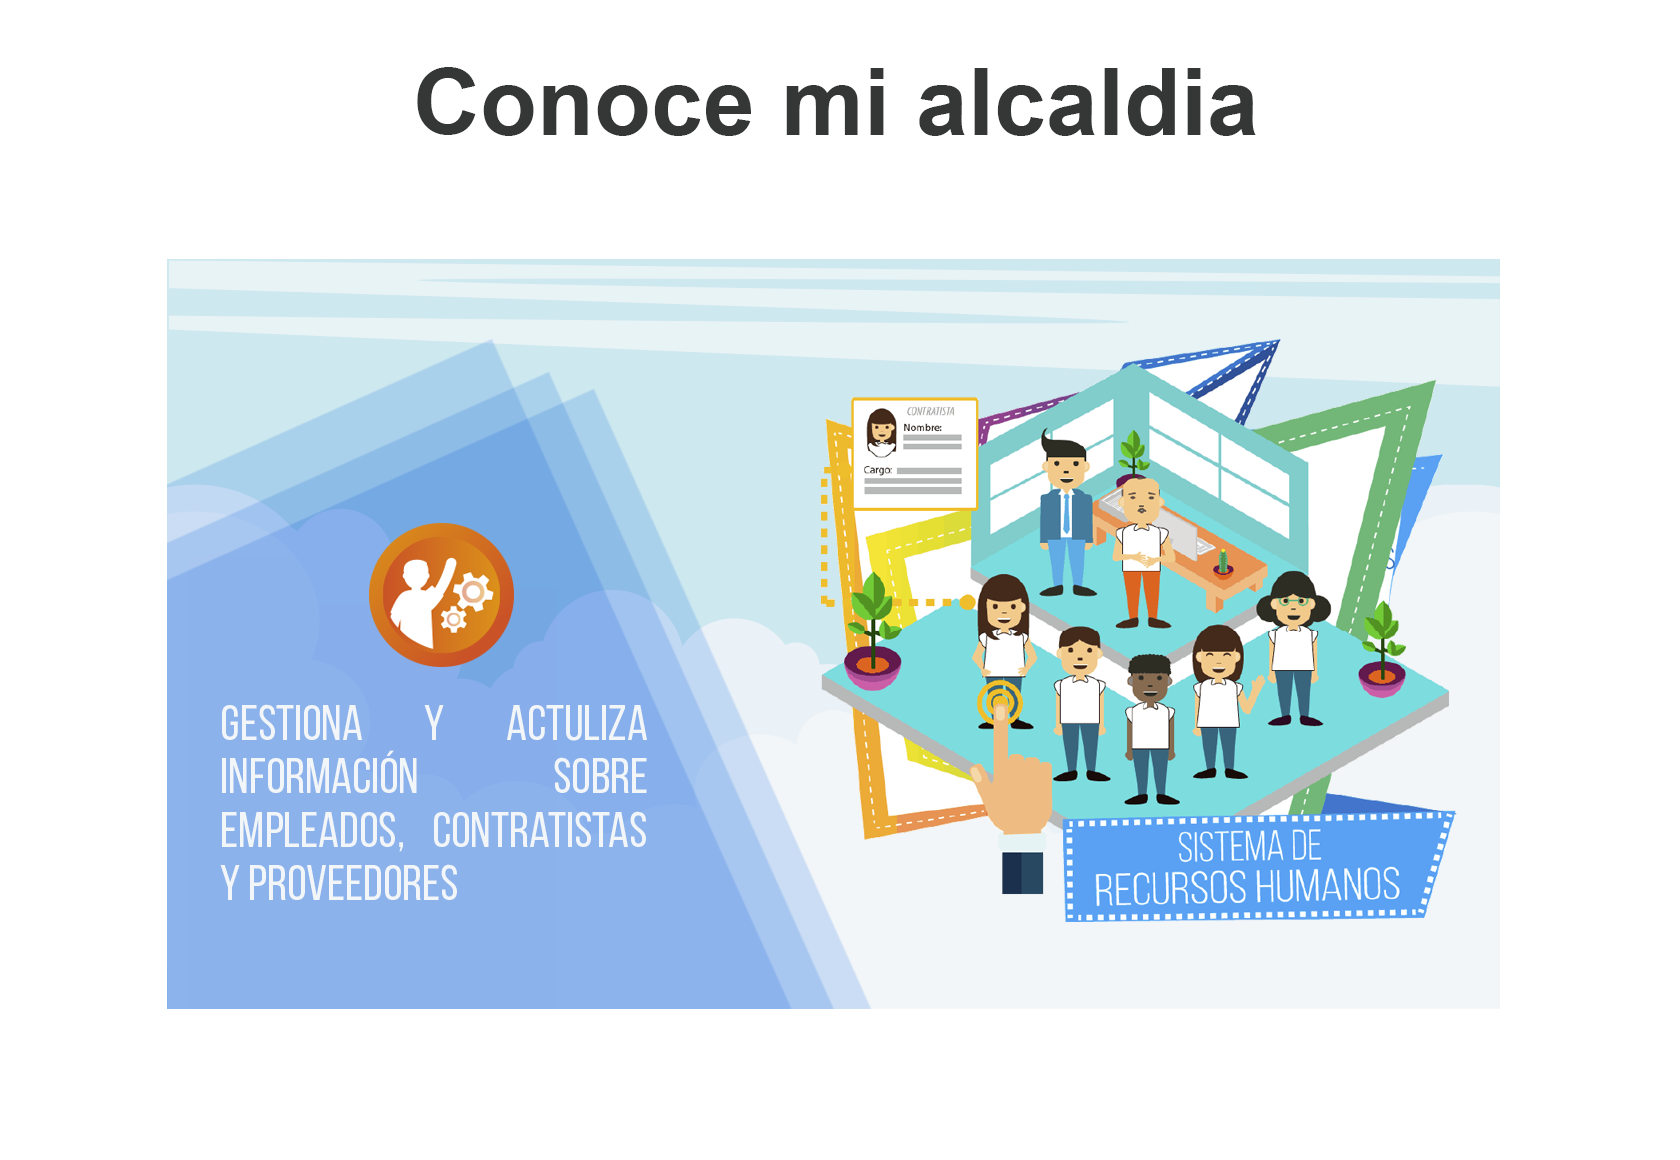 Conoce mi alcaldia
CONTRATISTA
Nombre:
Cargo:
GESTIONA Y ACTULIZA
INFORMACIÓN SOBRE
EMPLEADOS, CONTRATISTAS
Y PROVEEDORES
SISTEMA DE
RECURSOS HUMANOS